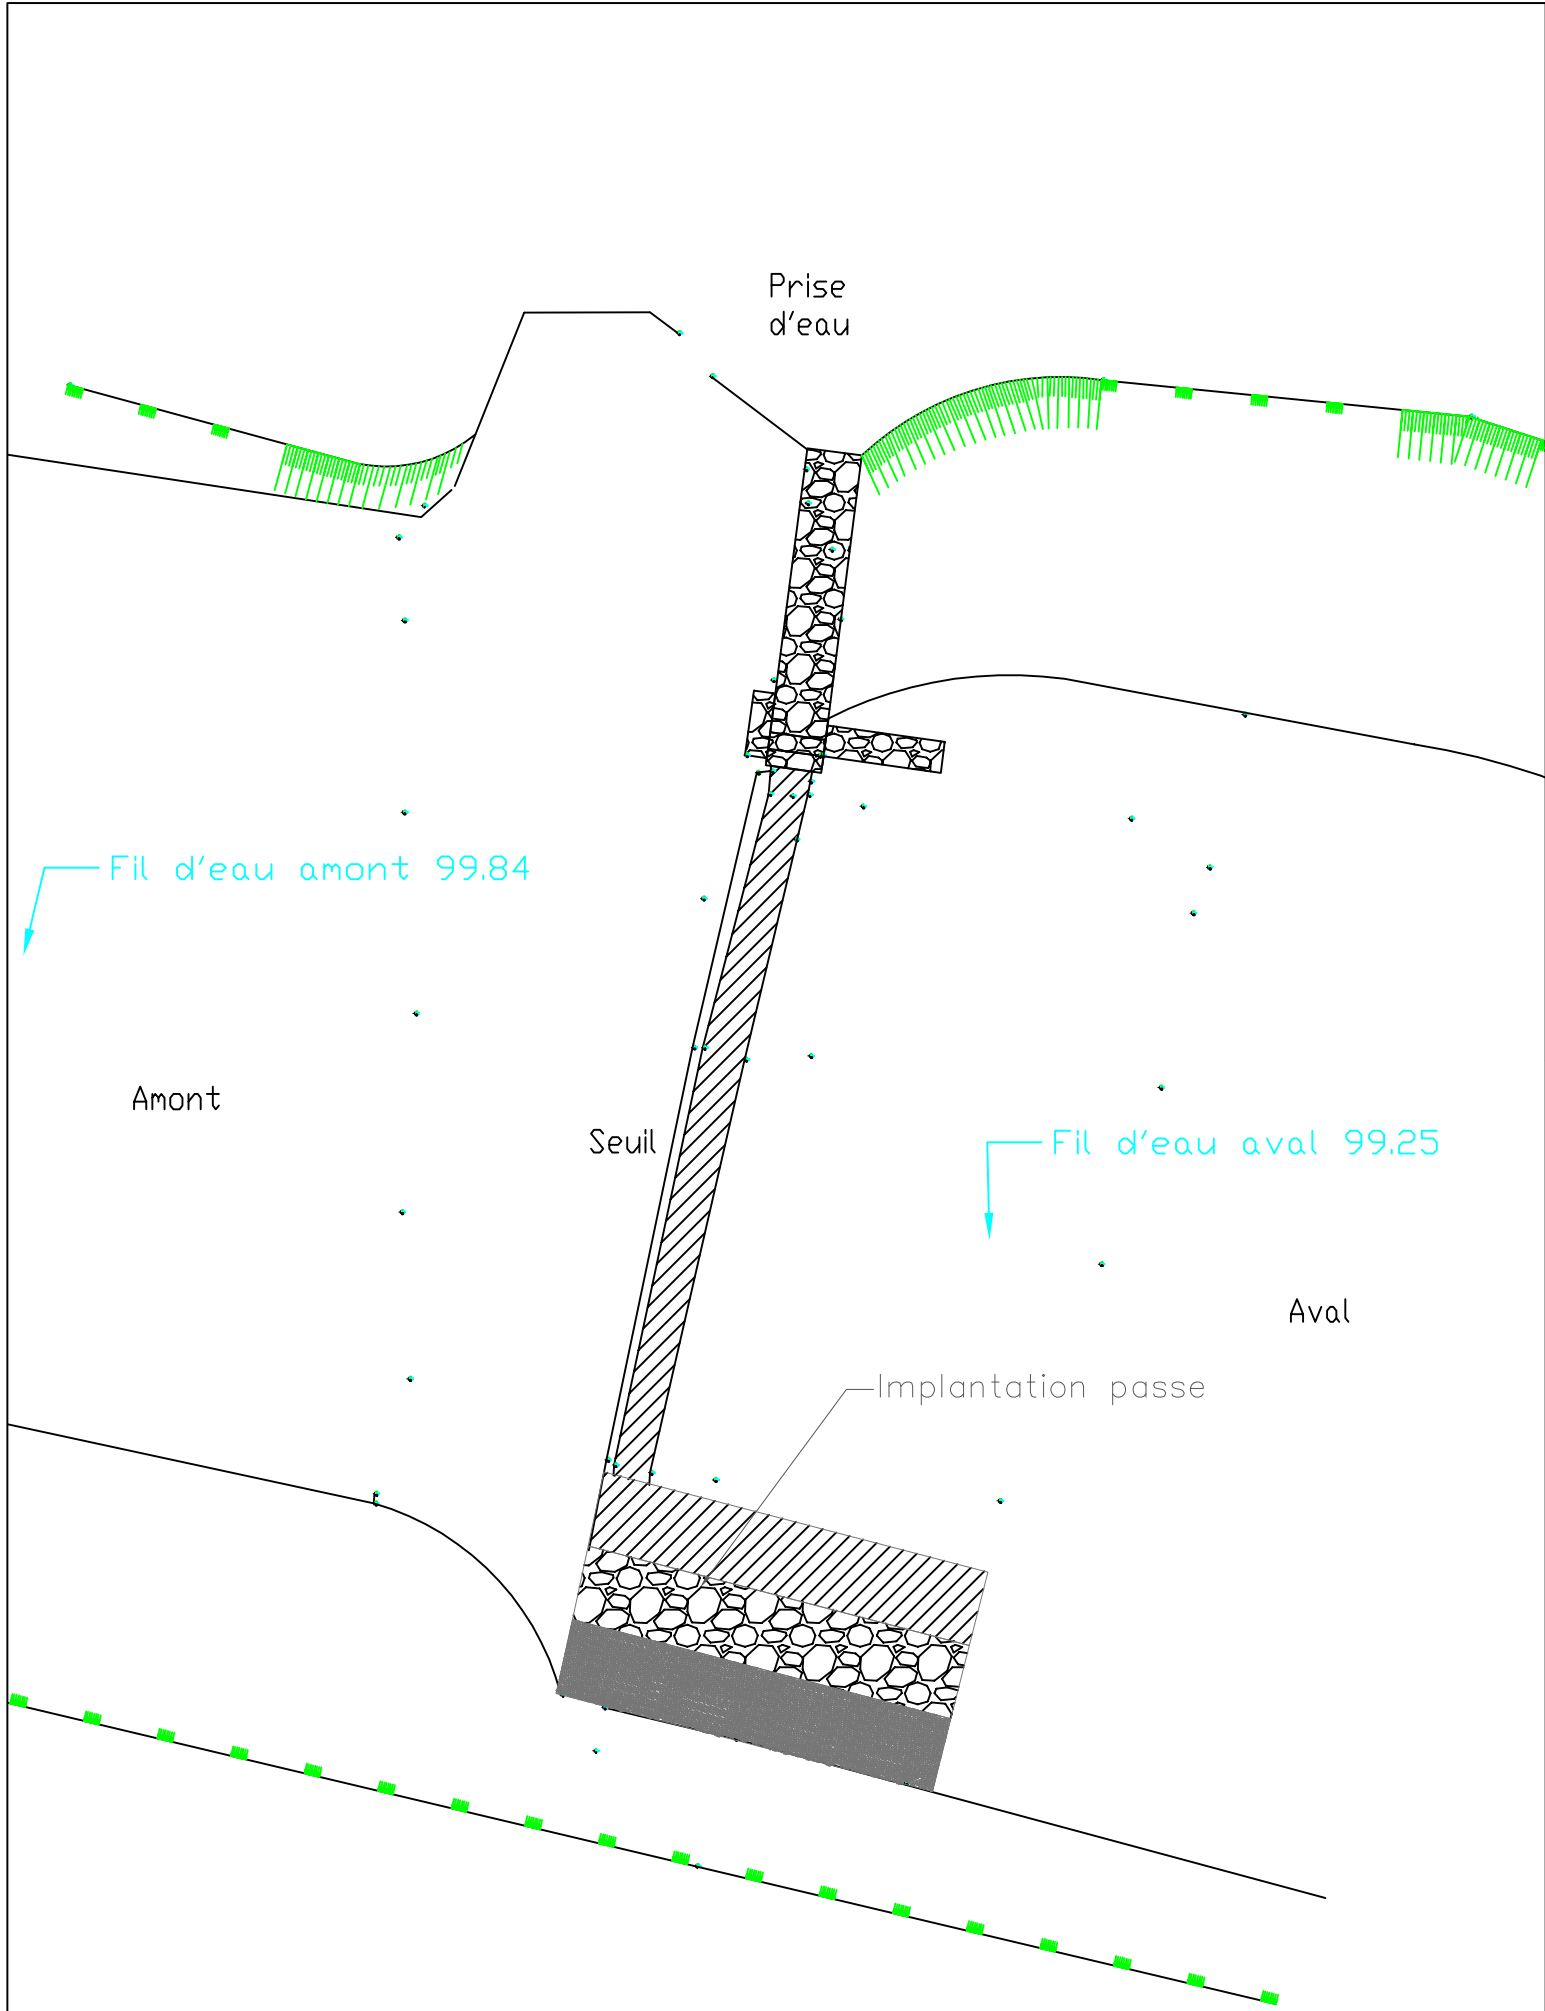 Prise
d'eau
Fil d'eau amont 99.84
Amont
Seuil
Fil d'eau aval 99.25
Aval
Implantation passe